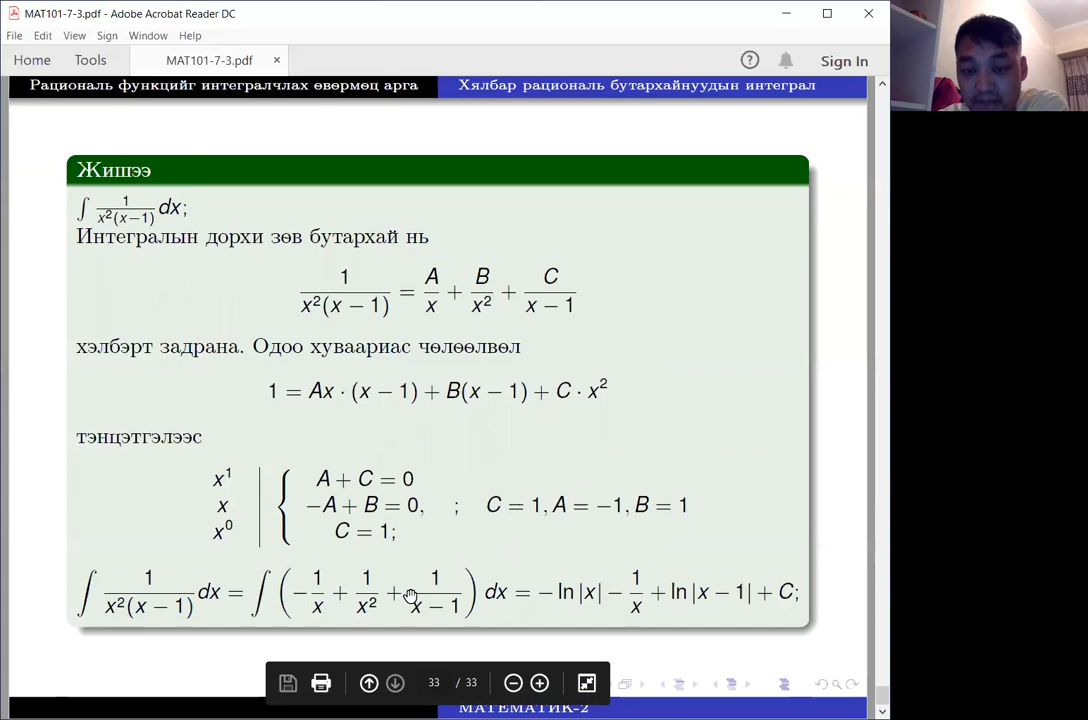 MAT101-7-3.pdf - Adobe Acrobat Reader DC
File Edit View Sign Window Help
Home Tools MAT101-7-3.pdf × Sign In
Рациональ функцийг интегралчлах өвөрмөц арга Хялбар рациональ бутархайнуудын интеграл
Жишээ
∫ 1/(x²(x−1)) dx;
Интегралын дорхи зөв бутархай нь
1/(x²(x − 1)) = A/x + B/x² + C/(x − 1)
хэлбэрт задрана. Одоо хуваариас чөлөөлвөл
1 = Ax · (x − 1) + B(x − 1) + C · x²
тэнцэтгэлээс
x¹ | A + C = 0
x | −A + B = 0, ; C = 1, A = −1, B = 1
x⁰ | C = 1;
∫ 1/(x²(x − 1)) dx = ∫ (−1/x + 1/x² + 1/(x − 1)) dx = − ln |x| − 1/x + ln |x − 1| + C;
33 / 33
МАТЕМАТИК-2